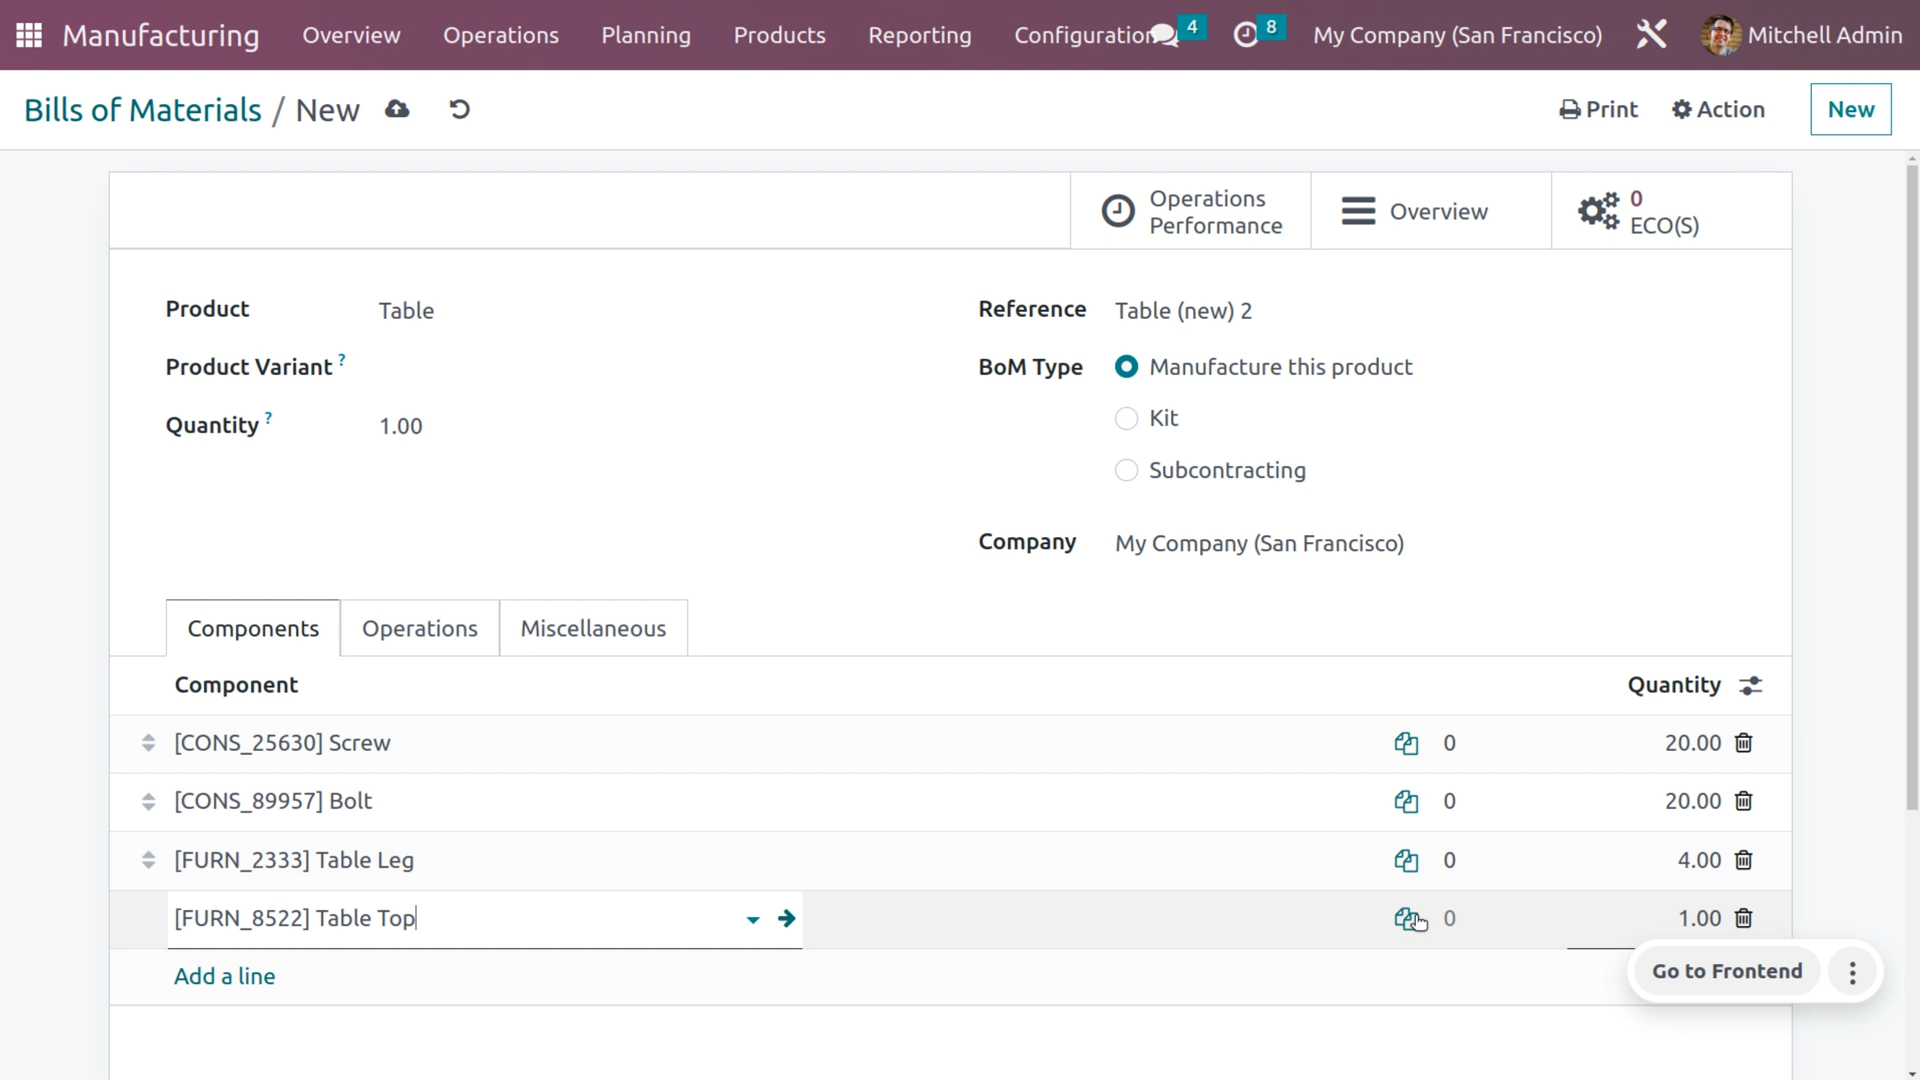 Manufacturing Overview Operations Planning Products Reporting Configuration 4 8 My Company (San Francisco) Mitchell Admin
Bills of Materials / New Print Action New
Operations Performance
Overview
0 ECO(S)
Product Table
Reference Table (new) 2
Product Variant ?
BoM Type Manufacture this product
Kit
Quantity ? 1.00
Subcontracting
Company My Company (San Francisco)
Components Operations Miscellaneous
Component Quantity
[CONS_25630] Screw 0 20.00
[CONS_89957] Bolt 0 20.00
[FURN_2333] Table Leg 0 4.00
[FURN_8522] Table Top 0 1.00
Add a line
Go to Frontend